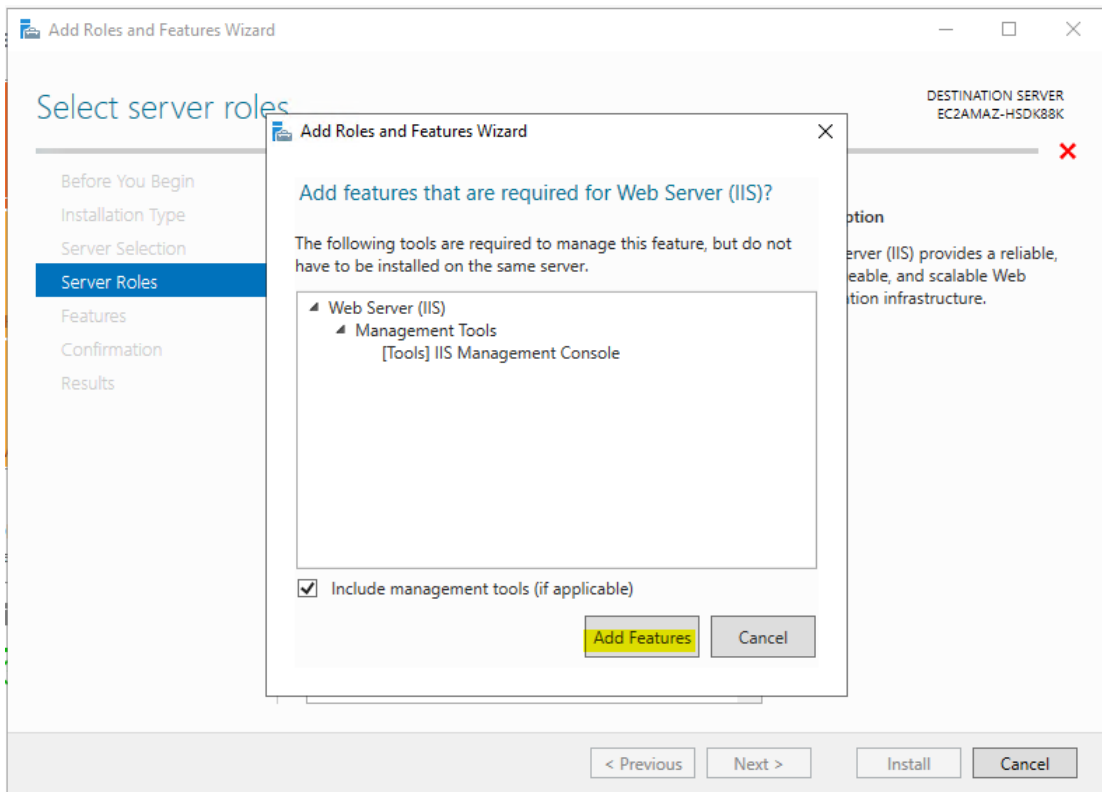 Add Roles and Features Wizard
Select server roles
DESTINATION SERVER
EC2AMAZ-HSDK88K
Before You Begin
Installation Type
Server Selection
Server Roles
Features
Confirmation
Results
Add Roles and Features Wizard
Add features that are required for Web Server (IIS)?
The following tools are required to manage this feature, but do not
have to be installed on the same server.
Web Server (IIS)
Management Tools
[Tools] IIS Management Console
Include management tools (if applicable)
Add Features
Cancel
ption
erver (IIS) provides a reliable,
eable, and scalable Web
tion infrastructure.
< Previous
Next >
Install
Cancel